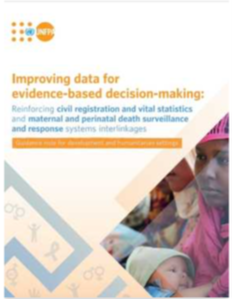 UNFPA
Improving data for
evidence-based decision-making:
Reinforcing civil registration and vital statistics
and maternal and perinatal death surveillance
and response systems interlinkages
Guidance note for development and humanitarian settings